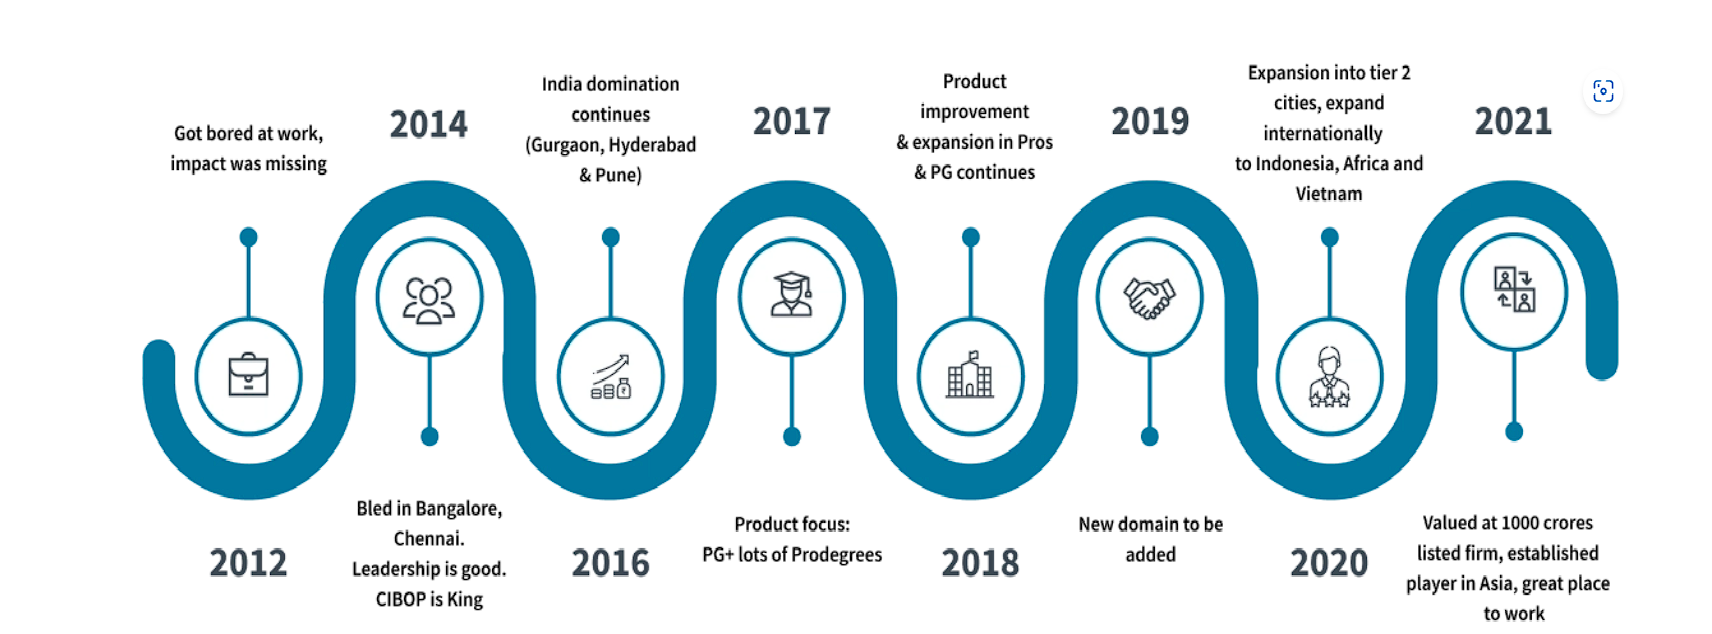 Got bored at work,
impact was missing
2012
2014
Bled in Bangalore,
Chennai.
Leadership is good.
CIBOP is King
India domination
continues
(Gurgaon, Hyderabad
& Pune)
2016
2017
Product focus:
PG+ lots of Prodegrees
Product
improvement
& expansion in Pros
& PG continues
2018
2019
New domain to be
added
Expansion into tier 2
cities, expand
internationally
to Indonesia, Africa and
Vietnam
2020
2021
Valued at 1000 crores
listed firm, established
player in Asia, great place
to work